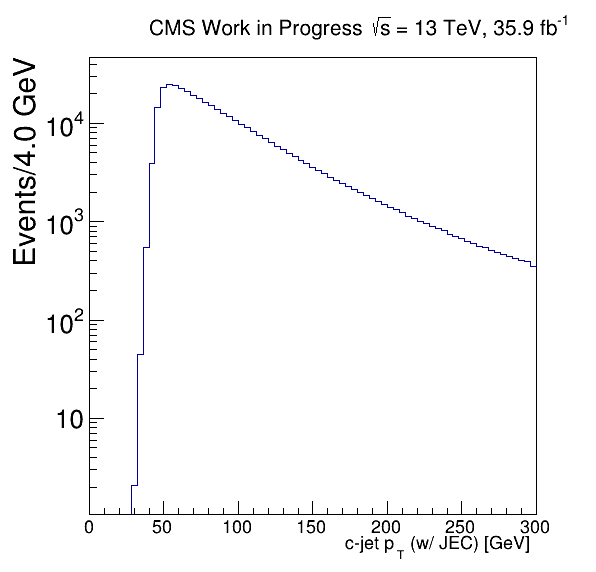 CMS Work in Progress √s = 13 TeV, 35.9 fb⁻¹
Events/4.0 GeV
10⁴
10³
10²
10
0 50 100 150 200 250 300
c-jet p_T (w/ JEC) [GeV]